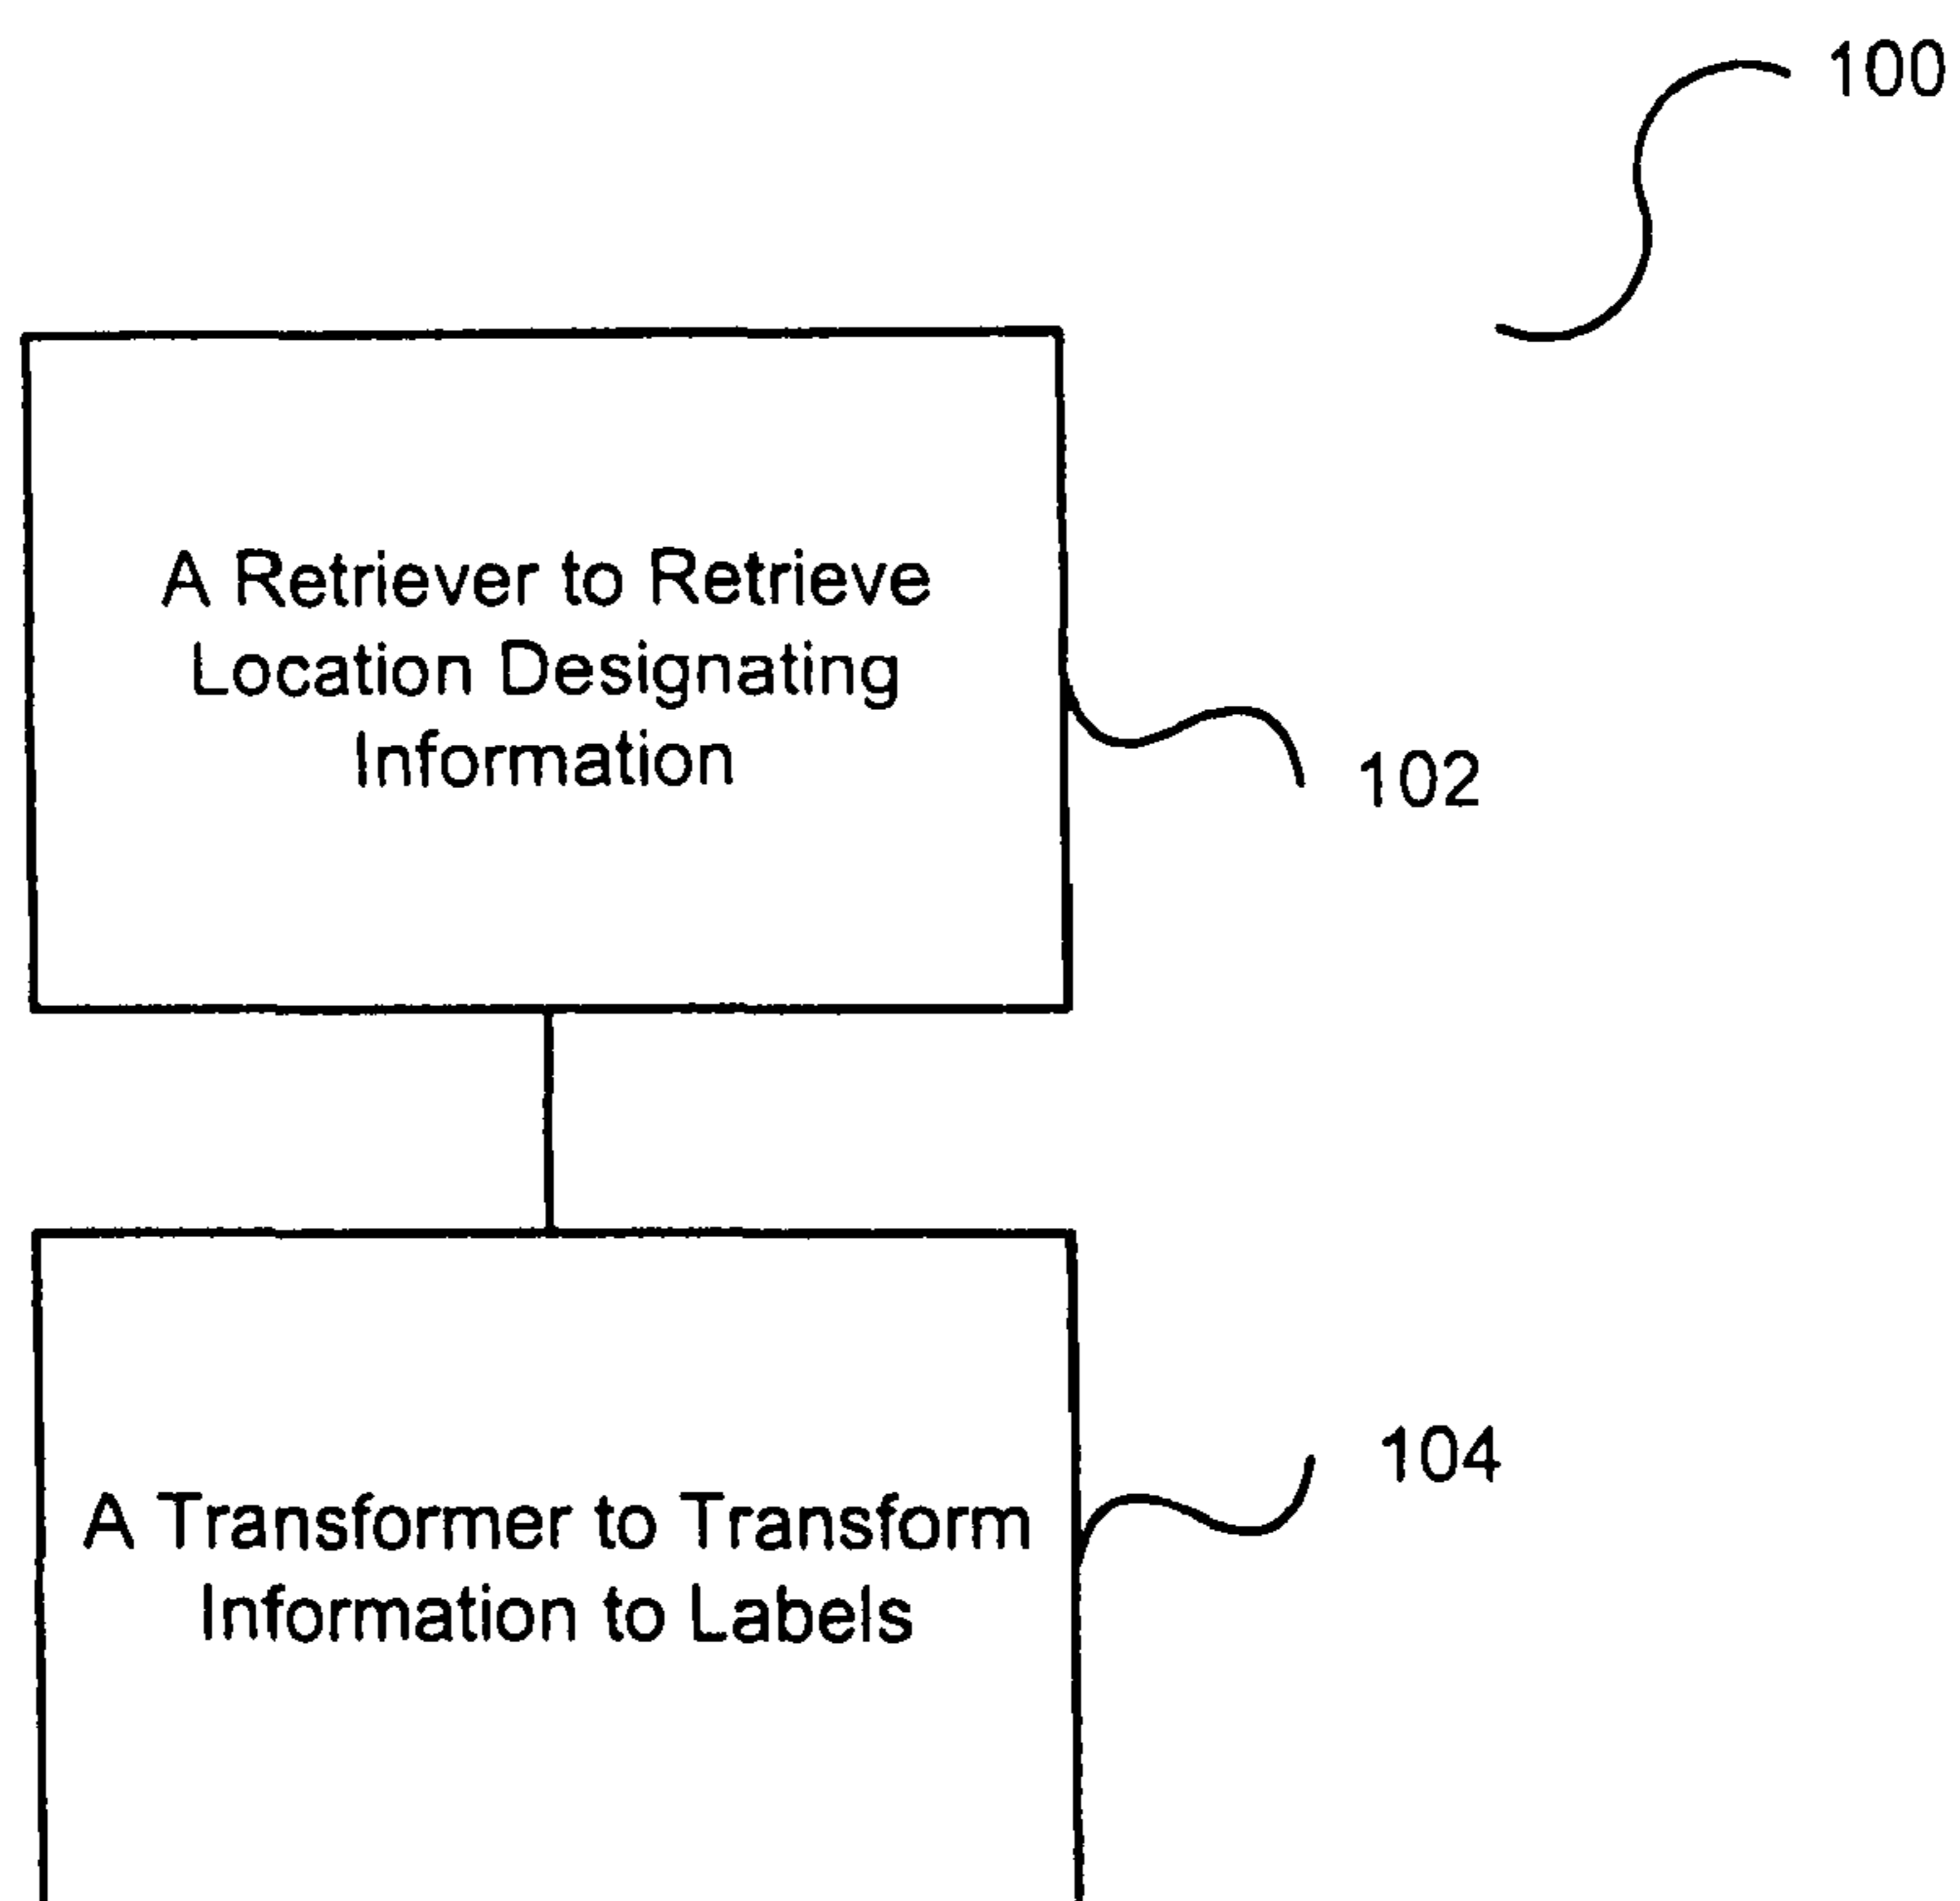 100
A Retriever to Retrieve
Location Designating
Information
102
104
A Transformer to Transform
Information to Labels